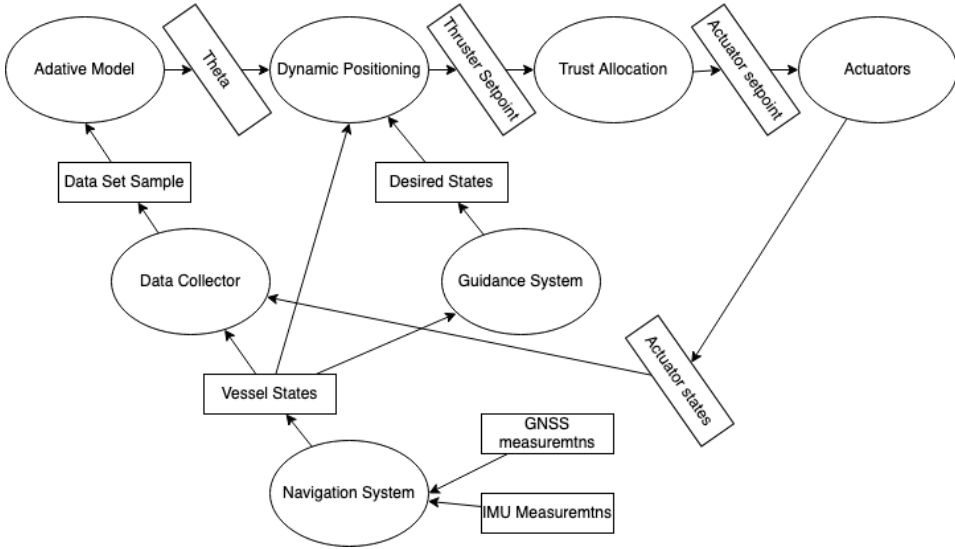 Adative Model
Theta
Dynamic Positioning
Thruster Setpoint
Trust Allocation
Actuator setpoint
Actuators
Data Set Sample
Desired States
Data Collector
Guidance System
Actuator states
Vessel States
GNSS
measuremtns
Navigation System
IMU Measuremtns